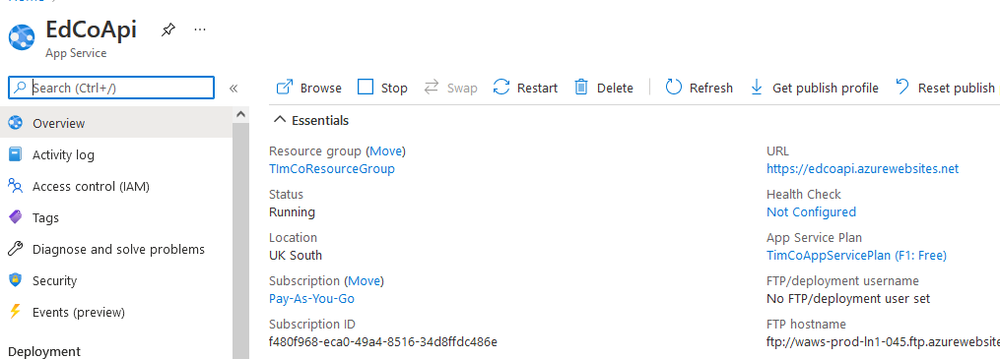 Home
EdCoApi
App Service
Search (Ctrl+/)
Overview
Activity log
Access control (IAM)
Tags
Diagnose and solve problems
Security
Events (preview)
Deployment
Browse Stop Swap Restart Delete Refresh Get publish profile Reset publish
Essentials
Resource group (Move)
TImCoResourceGroup
Status
Running
Location
UK South
Subscription (Move)
Pay-As-You-Go
Subscription ID
f480f968-eca0-49a4-8516-34d8ffdc486e
URL
https://edcoapi.azurewebsites.net
Health Check
Not Configured
App Service Plan
TimCoAppServicePlan (F1: Free)
FTP/deployment username
No FTP/deployment user set
FTP hostname
ftp://waws-prod-ln1-045.ftp.azurewebsite